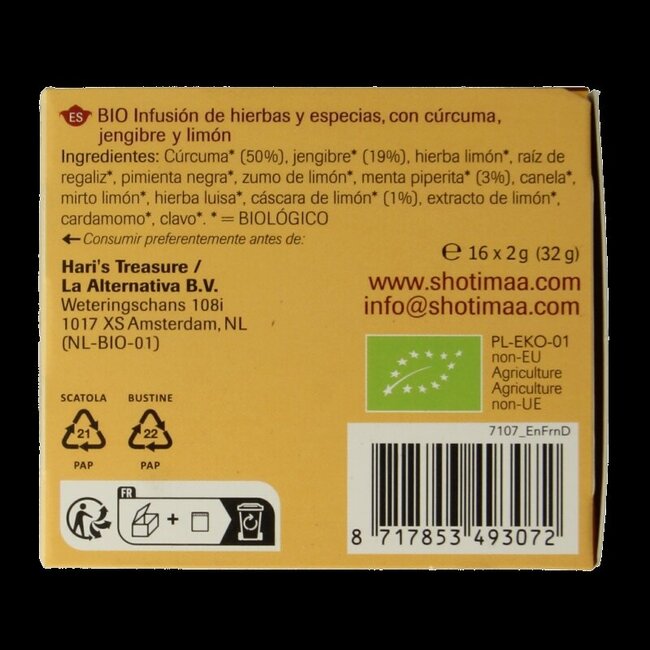 ES BIO Infusión de hierbas y especias, con cúrcuma,
jengibre y limón
Ingredientes: Cúrcuma* (50%), jengibre* (19%), hierba limón*, raíz de
regaliz*, pimienta negra*, zumo de limón*, menta piperita* (3%), canela*,
mirto limón*, hierba luisa*, cáscara de limón* (1%), extracto de limón*,
cardamomo*, clavo*. * = BIOLÓGICO
←Consumir preferentemente antes de:
Hari's Treasure /
La Alternativa B.V.
Weteringschans 108i
1017 XS Amsterdam, NL
(NL-BIO-01)
℮ 16 x 2 g (32 g)
www.shotimaa.com
info@shotimaa.com
PL-EKO-01
non-EU
Agriculture
Agriculture
non-UE
SCATOLA
21
PAP
BUSTINE
22
PAP
7107_EnFrnD
FR
+
8 717853 493072